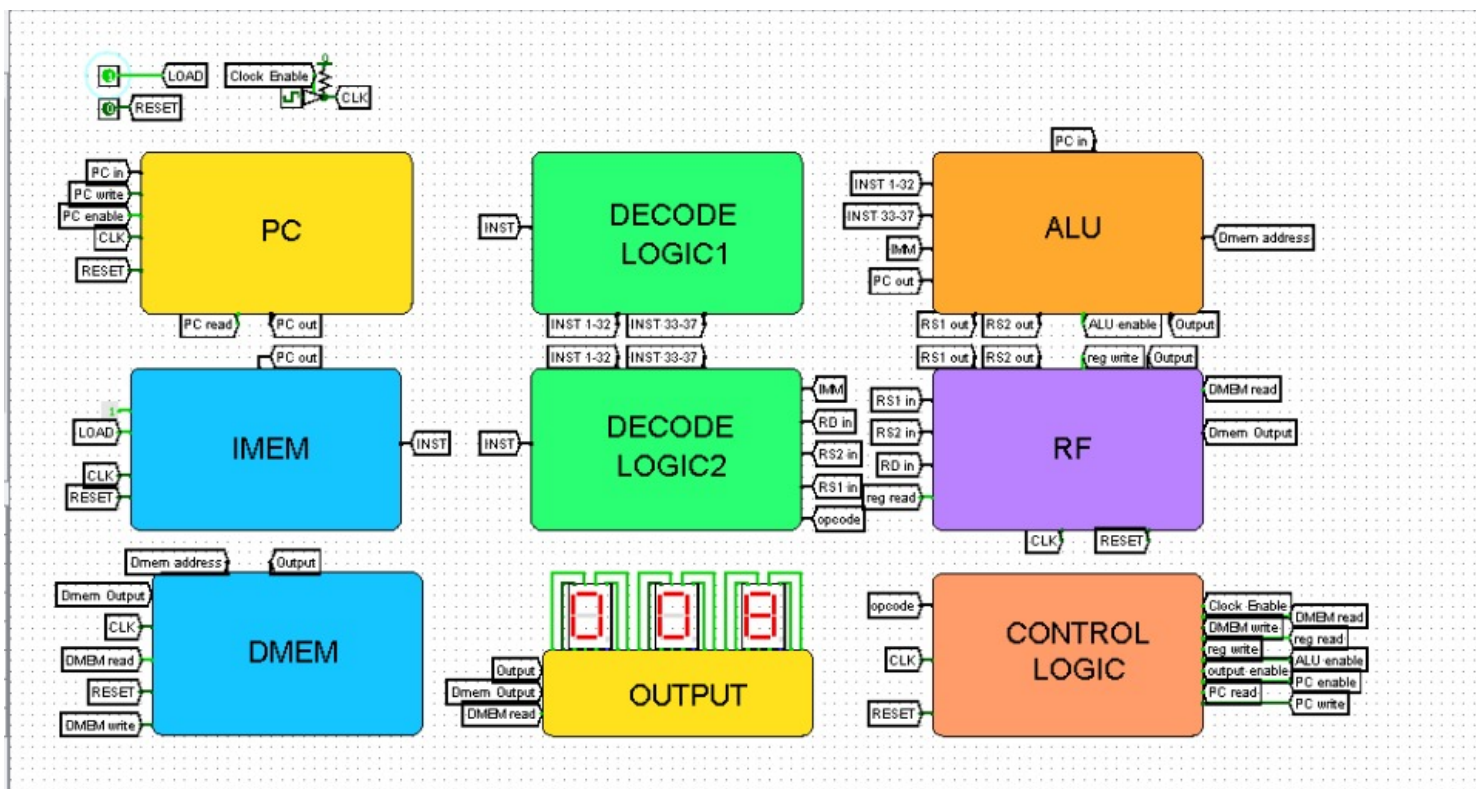 1
LOAD
0
RESET
Clock Enable
CLK
PC in
PC write
PC enable
CLK
RESET
PC
PC read
PC out
INST
DECODE
LOGIC1
INST 1-32
INST 33-37
PC in
INST 1-32
INST 33-37
IMM
PC out
ALU
Dmem address
RS1 out
RS2 out
ALU enable
Output
PC out
1
LOAD
CLK
RESET
IMEM
INST
INST 1-32
INST 33-37
INST
DECODE
LOGIC2
IMM
RD in
RS2 in
RS1 in
opcode
RS1 out
RS2 out
reg write
Output
RS1 in
RS2 in
RD in
reg read
RF
DMEM read
Dmem Output
CLK
RESET
Dmem address
Output
Dmem Output
CLK
DMEM read
RESET
DMEM write
DMEM
0 0 8
Output
Dmem Output
DMEM read
OUTPUT
opcode
CLK
RESET
CONTROL
LOGIC
Clock Enable
DMEM read
DMEM write
reg read
reg write
ALU enable
output enable
PC enable
PC read
PC write